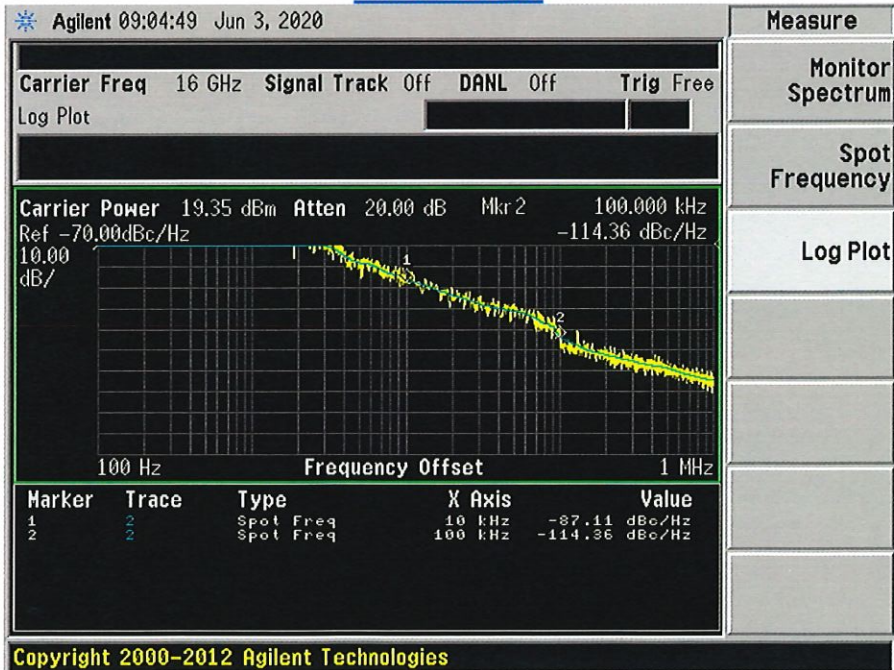 Agilent 09:04:49 Jun 3, 2020
Measure
Carrier Freq 16 GHz Signal Track Off DANL Off Trig Free
Log Plot
Monitor
Spectrum
Spot
Frequency
Log Plot
Carrier Power 19.35 dBm Atten 20.00 dB Mkr2 100.000 kHz
Ref -70.00dBc/Hz -114.36 dBc/Hz
10.00
dB/
1
2
100 Hz Frequency Offset 1 MHz
Marker Trace Type X Axis Value
1 2 Spot Freq 10 kHz -87.11 dBc/Hz
2 2 Spot Freq 100 kHz -114.36 dBc/Hz
Copyright 2000-2012 Agilent Technologies